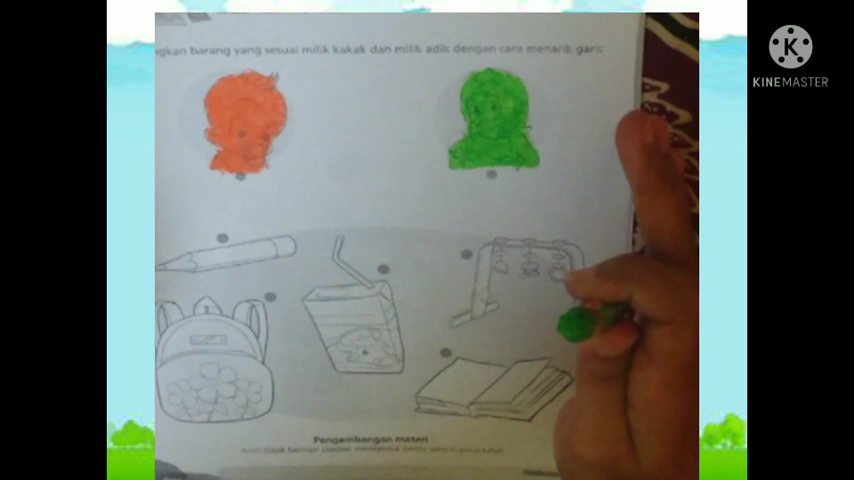 gkan barang yang sesuai milik kakak dan milik adik dengan cara menarik garis
K
KINEMASTER
Pengembangan materi